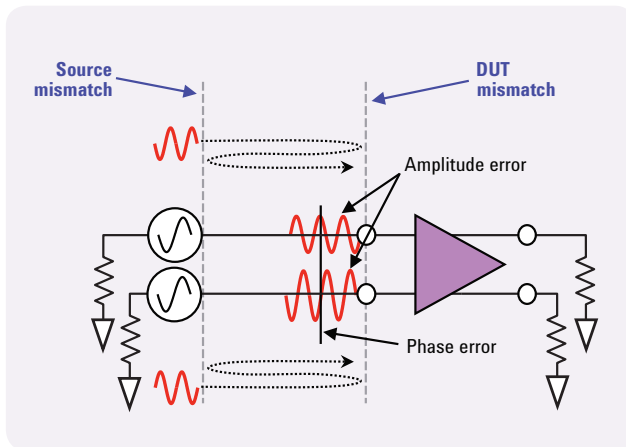 Source
mismatch
DUT
mismatch
Amplitude error
Phase error